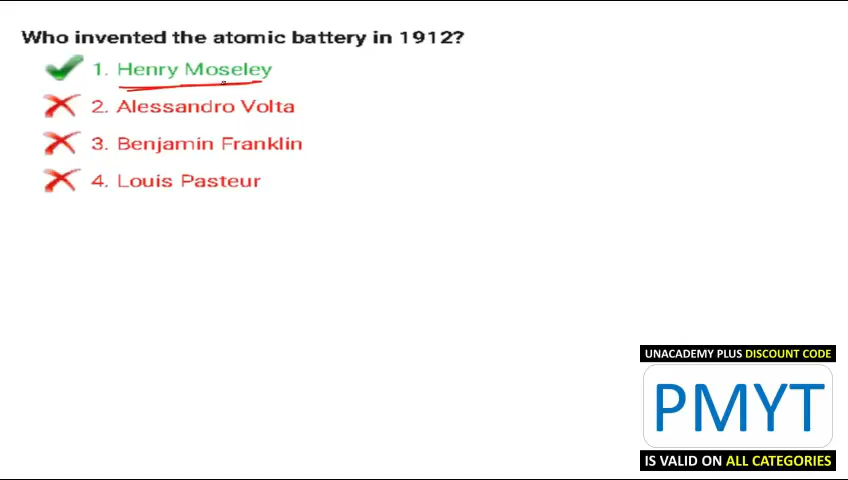 Who invented the atomic battery in 1912?
1. Henry Moseley
2. Alessandro Volta
3. Benjamin Franklin
4. Louis Pasteur
UNACADEMY PLUS DISCOUNT CODE
PMYT
IS VALID ON ALL CATEGORIES